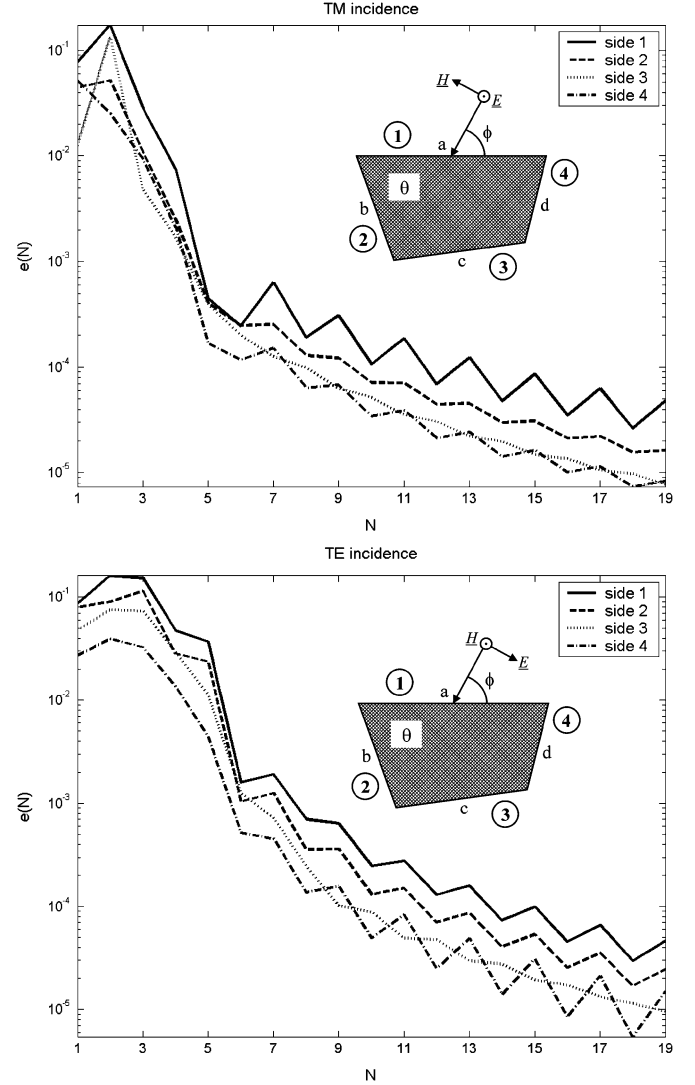 TM incidence
side 1
side 2
side 3
side 4
H
E
1
a
ϕ
4
θ
b
d
2
c
3
10⁻¹
10⁻²
10⁻³
10⁻⁴
10⁻⁵
e(N)
1 3 5 7 9 11 13 15 17 19
N
TE incidence
side 1
side 2
side 3
side 4
H
E
1
a
ϕ
4
θ
b
d
2
c
3
10⁻¹
10⁻²
10⁻³
10⁻⁴
10⁻⁵
e(N)
1 3 5 7 9 11 13 15 17 19
N